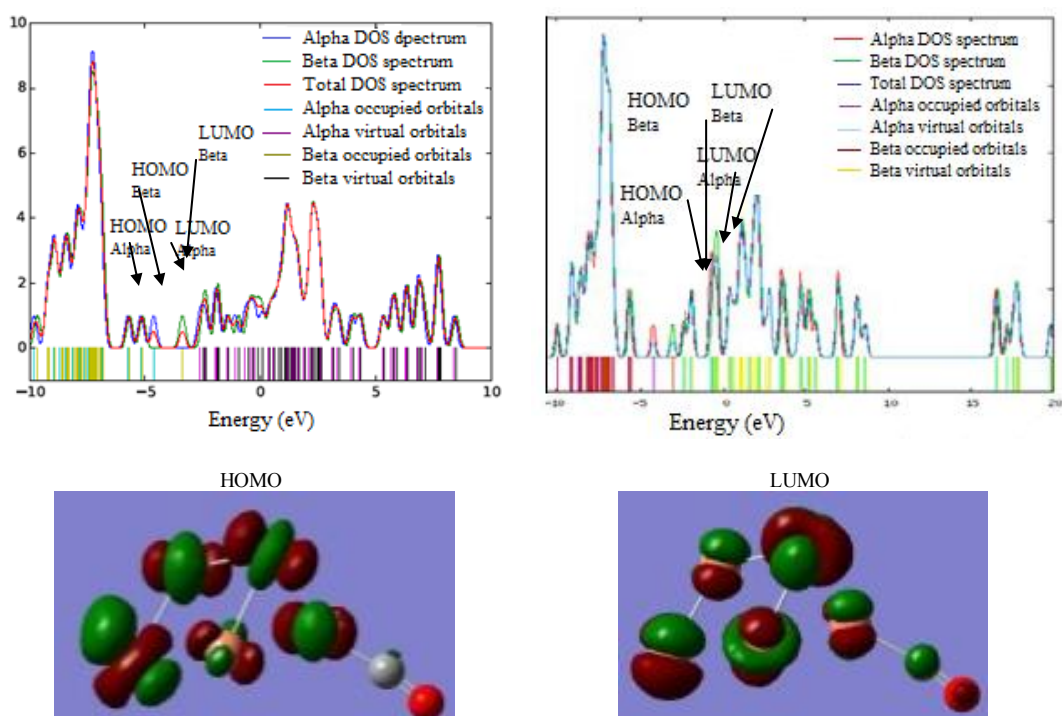 10
8
6
4
2
0
Alpha DOS dpectrum
Beta DOS spectrum
Total DOS spectrum
Alpha occupied orbitals
Alpha virtual orbitals
Beta occupied orbitals
Beta virtual orbitals
LUMO
Beta
HOMO
Beta
HOMO
Alpha
LUMO
Alpha
−10
−5
0
5
10
Energy (eV)
Alpha DOS spectrum
Beta DOS spectrum
Total DOS spectrum
Alpha occupied orbitals
Alpha virtual orbitals
Beta occupied orbitals
Beta virtual orbitals
HOMO
Beta
LUMO
Beta
LUMO
Alpha
HOMO
Alpha
-10
-5
0
5
10
15
20
Energy (eV)
HOMO
LUMO